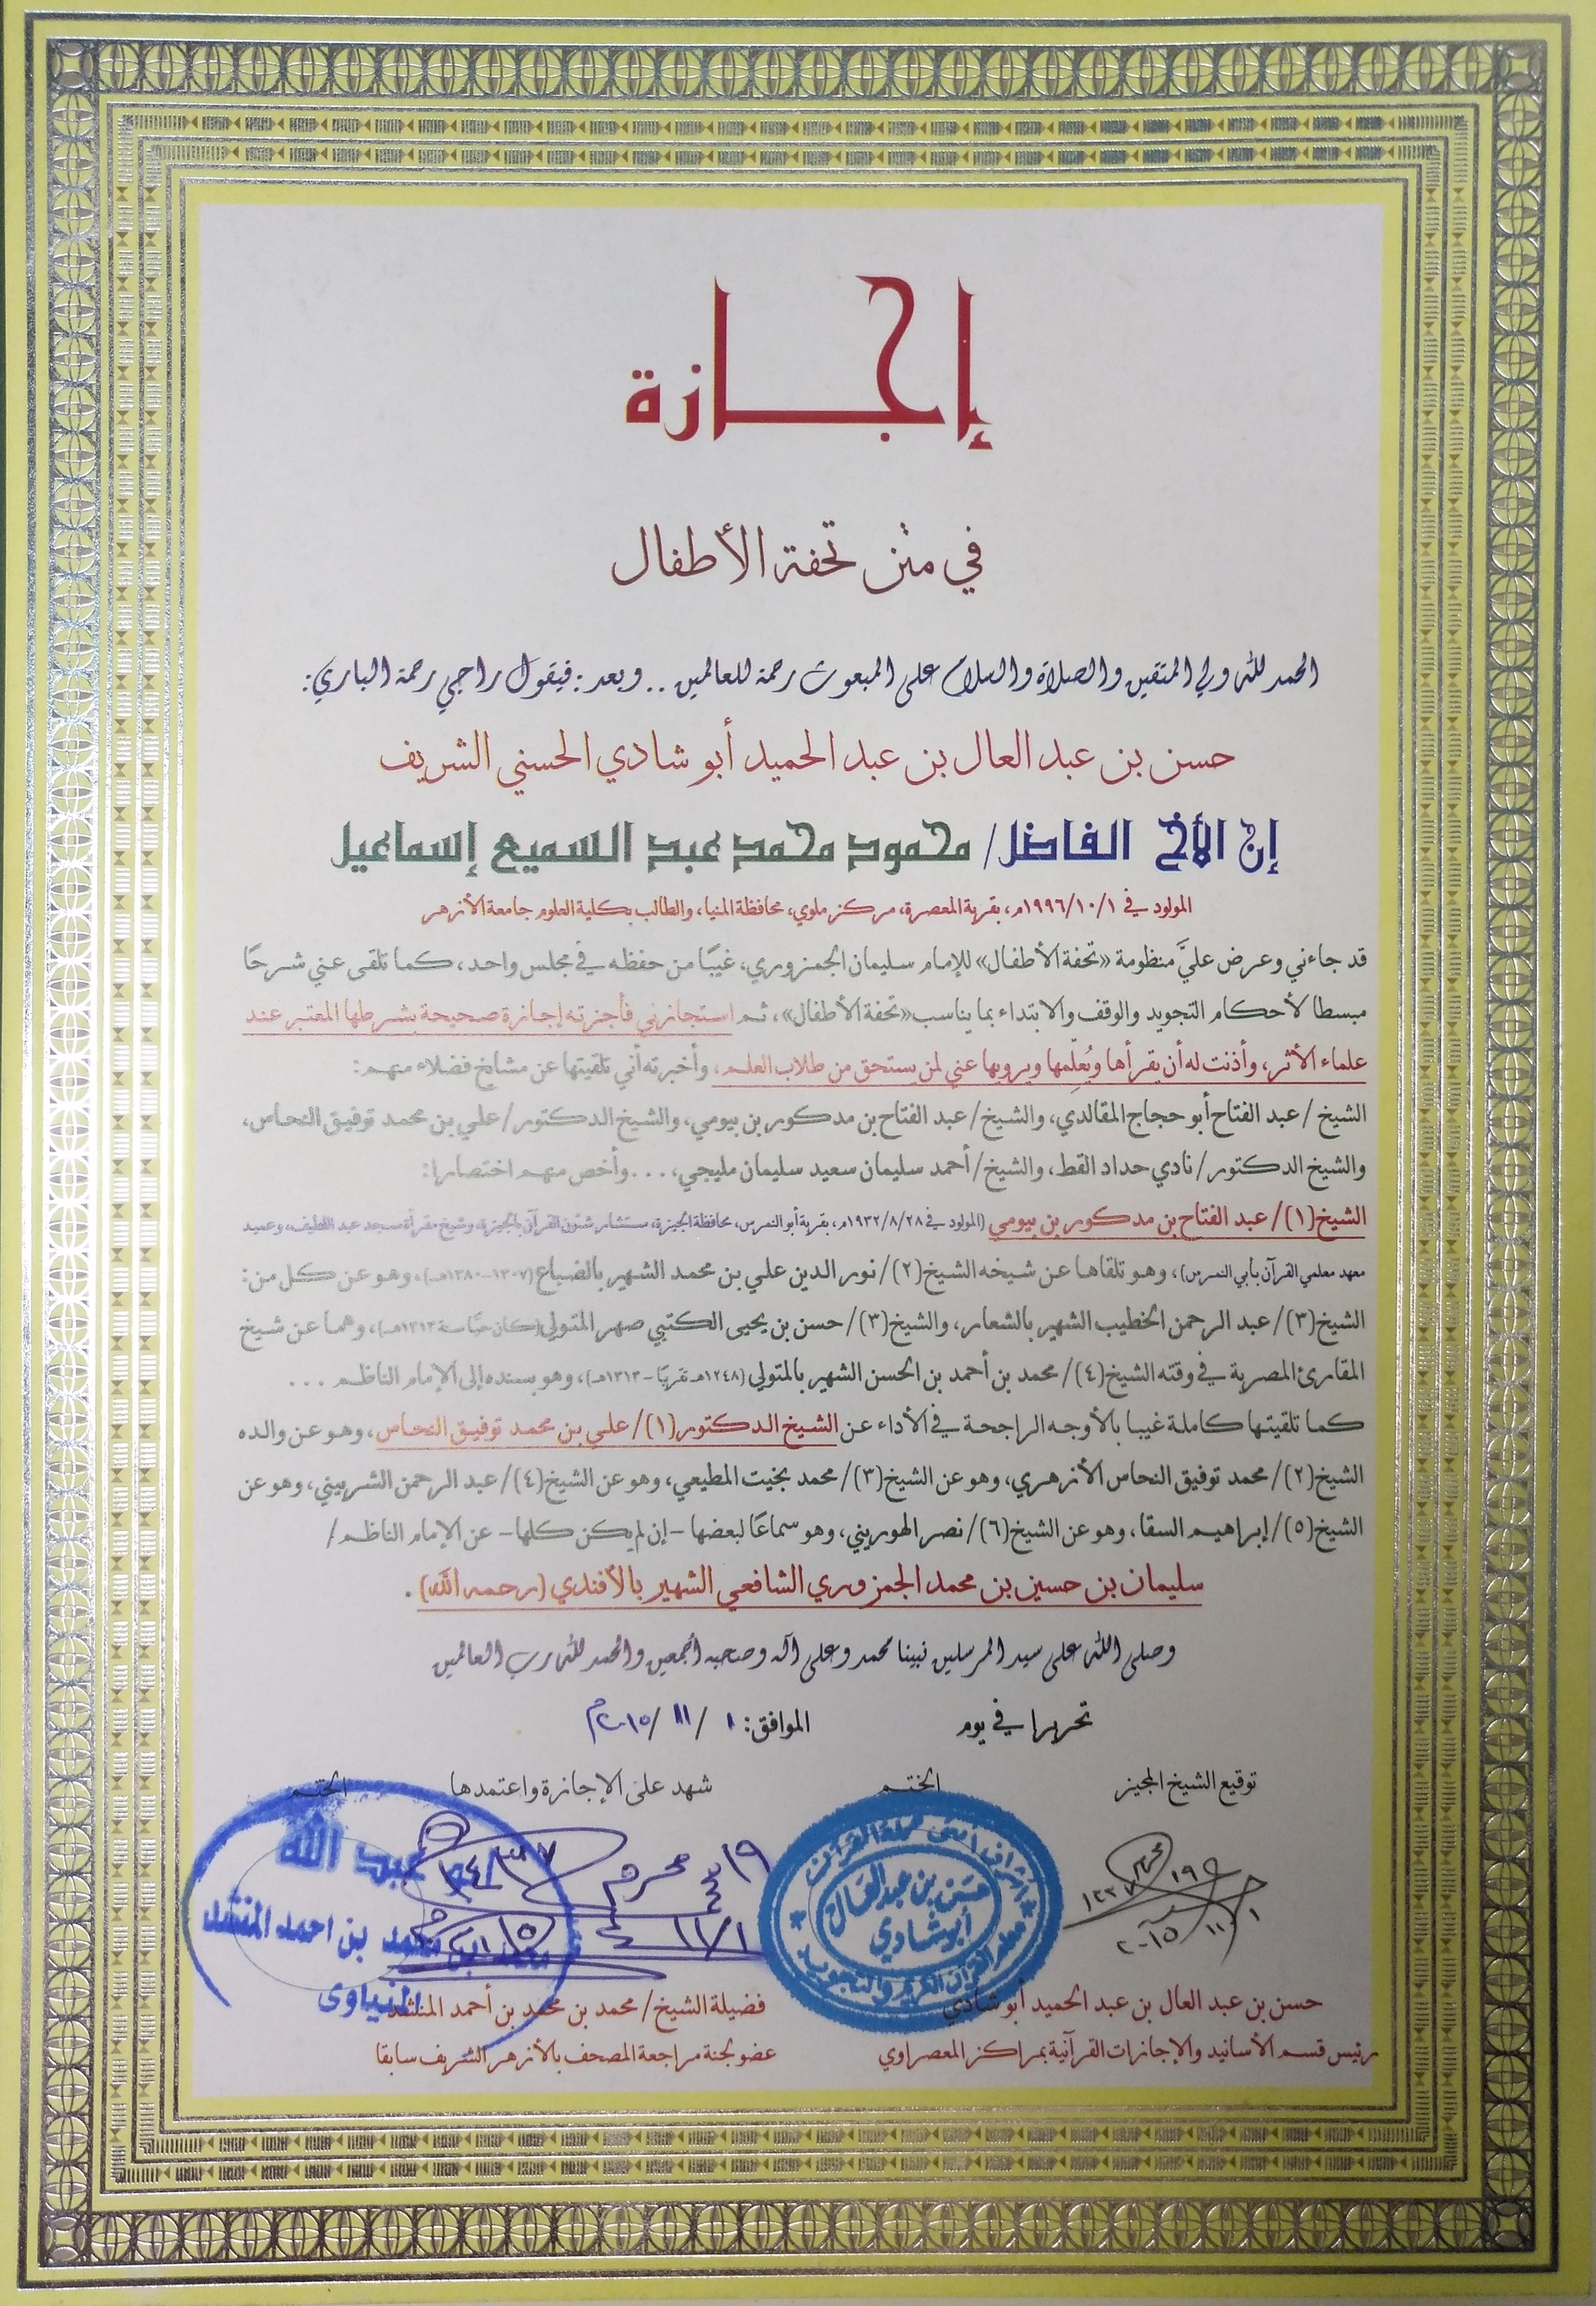 إجازة
في متن تحفة الأطفال
الحمد لله ولي المتقين والصلاة والسلام على المبعوث رحمة للعالمين .. وبعد : فيقول راجي رحمة الباري :
حسن بن عبد العال بن عبد الحميد أبو شادي الحسني الشريف
إن الأخ الفاضل / محمود محمد عبد السميع إسماعيل
المولود في ١٩٩٦/١٠/١م، بقرية المعصرة، مركز ملوي، محافظة المنيا، والطالب بكلية العلوم جامعة الأزهر
قد جاءني وعرض عليَّ منظومة «تحفة الأطفال» للإمام سليمان الجمزوري، غيبًا من حفظه في مجلس واحد، كما تلقى عني شرحًا
مبسطا لأحكام التجويد والوقف والابتداء بما يناسب «تحفة الأطفال»، ثم استجازني فأجزته إجازة صحيحة بشرطها المعتبر عند
علماء الأثر، وأذنت له أن يقرأها ويُعلِّمها ويرويها عني لمن يستحق من طلاب العلم، وأخبرته أني تلقيتها عن مشايخ فضلاء منهم:
الشيخ / عبد الفتاح أبو حجاج المقالدي، والشيخ / عبد الفتاح بن مدكور بن بيومي، والشيخ الدكتور / علي بن محمد توفيق النحاس،
والشيخ الدكتور / نادي حداد القط، والشيخ / أحمد سليمان سعيد سليمان مليجي، ... وأخص منهم اختصارا:
الشيخ (١) / عبد الفتاح بن مدكور بن بيومي (المولود في ١٩٣٢/٨/٢٨م، بقرية أبو النمرس، محافظة الجيزة، مستشار شئون القرآن بالجيزة، وشيخ مقرأة مسجد عبد اللطيف، وعميد
معهد معلمي القرآن بأبي النمرس)، وهو تلقاها عن شيخه الشيخ (٢) / نور الدين علي بن محمد الشهير بالضباع (١٣٠٧-١٣٨٠هـ)، وهو عن كل من:
الشيخ (٣) / عبد الرحمن الخطيب الشهير بالشعار، والشيخ (٣) / حسن بن يحيى الكتبي صهر المتولي (كان حيًا سنة ١٣١٣هـ)، وهما عن شيخ
المقارئ المصرية في وقته الشيخ (٤) / محمد بن أحمد بن الحسن الشهير بالمتولي (١٢٤٨هـ تقريبًا - ١٣١٣هـ)، وهو سنده إلى الإمام الناظم ...
كما تلقيتها كاملة غيبا بالأوجه الراجحة في الأداء عن الشيخ الدكتور (١) / علي بن محمد توفيق النحاس، وهو عن والده
الشيخ (٢) / محمد توفيق النحاس الأزهري، وهو عن الشيخ (٣) / محمد بخيت المطيعي، وهو عن الشيخ (٤) / عبد الرحمن الشربيني، وهو عن
الشيخ (٥) / إبراهيم السقا، وهو عن الشيخ (٦) / نصر الهوريني، وهو سماعًا لبعضها - إن لم يكن كلها - عن الإمام الناظم /
سليمان بن حسين بن محمد الجمزوري الشافعي الشهير بالأفندي (رحمه الله) .
وصلى الله على سيد المرسلين نبينا محمد وعلى آله وصحبه أجمعين والحمد لله رب العالمين
تحريرا في يوم الموافق: ١ / ١١ / ٢٠١٥م
توقيع الشيخ المجيز الختم شهد على الإجازة واعتمدها الختم
١٩ محرم
١٤٣٧
١ / ١١ / ٢٠١٥
حسن بن عبد العال
أبو شادي
١٩ محرم ١٤٣٧
١١/١
عبد الله
محمد بن احمد المنشد
المنياوى
حسن بن عبد العال بن عبد الحميد أبو شادي فضيلة الشيخ / محمد بن محمد بن أحمد المنشد
رئيس قسم الأسانيد والإجازات القرآنية بمراكز المعصراوي عضو لجنة مراجعة المصحف بالأزهر الشريف سابقا